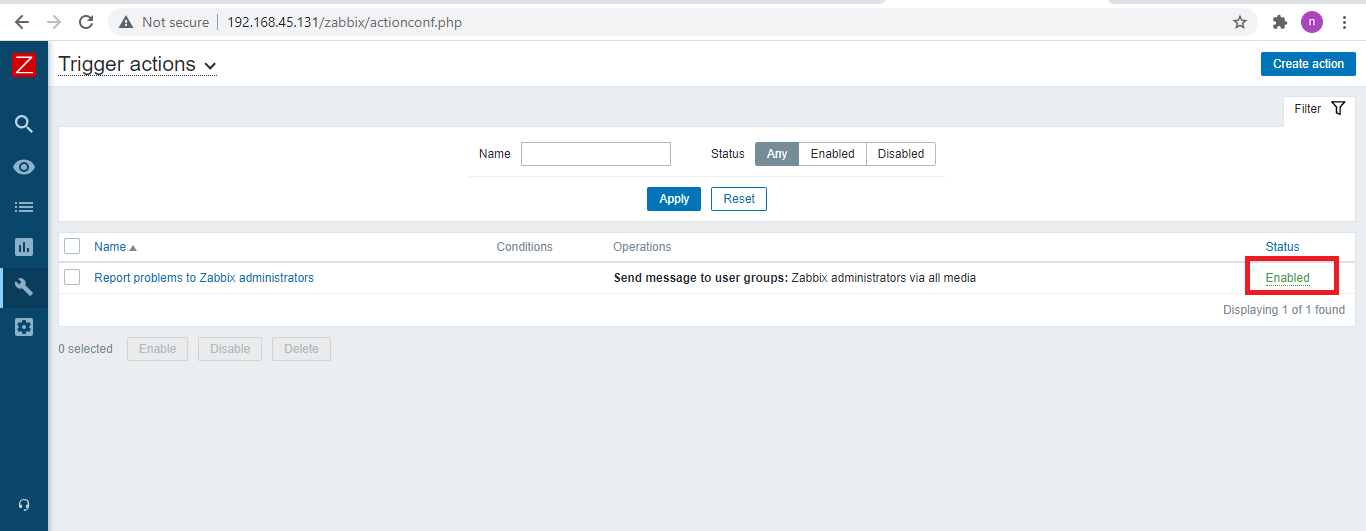 Not secure 192.168.45.131/zabbix/actionconf.php n
Z Trigger actions Create action
Filter
Name Status Any Enabled Disabled
Apply Reset
Name Conditions Operations Status
Report problems to Zabbix administrators Send message to user groups: Zabbix administrators via all media Enabled
Displaying 1 of 1 found
0 selected Enable Disable Delete